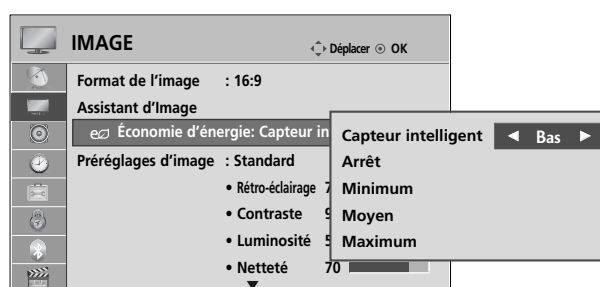 IMAGE
Déplacer OK
Format de l'image : 16:9
Assistant d'Image
Économie d'énergie: Capteur in
Préréglages d'image : Standard
• Rétro-éclairage 7
• Contraste 9
• Luminosité 5
• Netteté 70
Capteur intelligent ◀ Bas ▶
Arrêt
Minimum
Moyen
Maximum